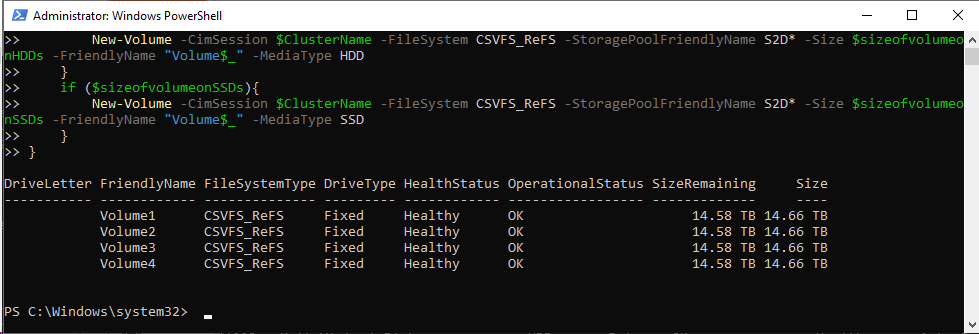 Administrator: Windows PowerShell
>>         New-Volume -CimSession $ClusterName -FileSystem CSVFS_ReFS -StoragePoolFriendlyName S2D* -Size $sizeofvolumeo
nHDDs -FriendlyName "Volume$_" -MediaType HDD
>>     }
>>     if ($sizeofvolumeonSSDs){
>>         New-Volume -CimSession $ClusterName -FileSystem CSVFS_ReFS -StoragePoolFriendlyName S2D* -Size $sizeofvolumeo
nSSDs -FriendlyName "Volume$_" -MediaType SSD
>>     }
>> }
DriveLetter FriendlyName FileSystemType DriveType HealthStatus OperationalStatus SizeRemaining     Size
----------- ------------ -------------- --------- ------------ ----------------- -------------     ----
            Volume1      CSVFS_ReFS     Fixed     Healthy      OK                     14.58 TB 14.66 TB
            Volume2      CSVFS_ReFS     Fixed     Healthy      OK                     14.58 TB 14.66 TB
            Volume3      CSVFS_ReFS     Fixed     Healthy      OK                     14.58 TB 14.66 TB
            Volume4      CSVFS_ReFS     Fixed     Healthy      OK                     14.58 TB 14.66 TB
PS C:\Windows\system32> _